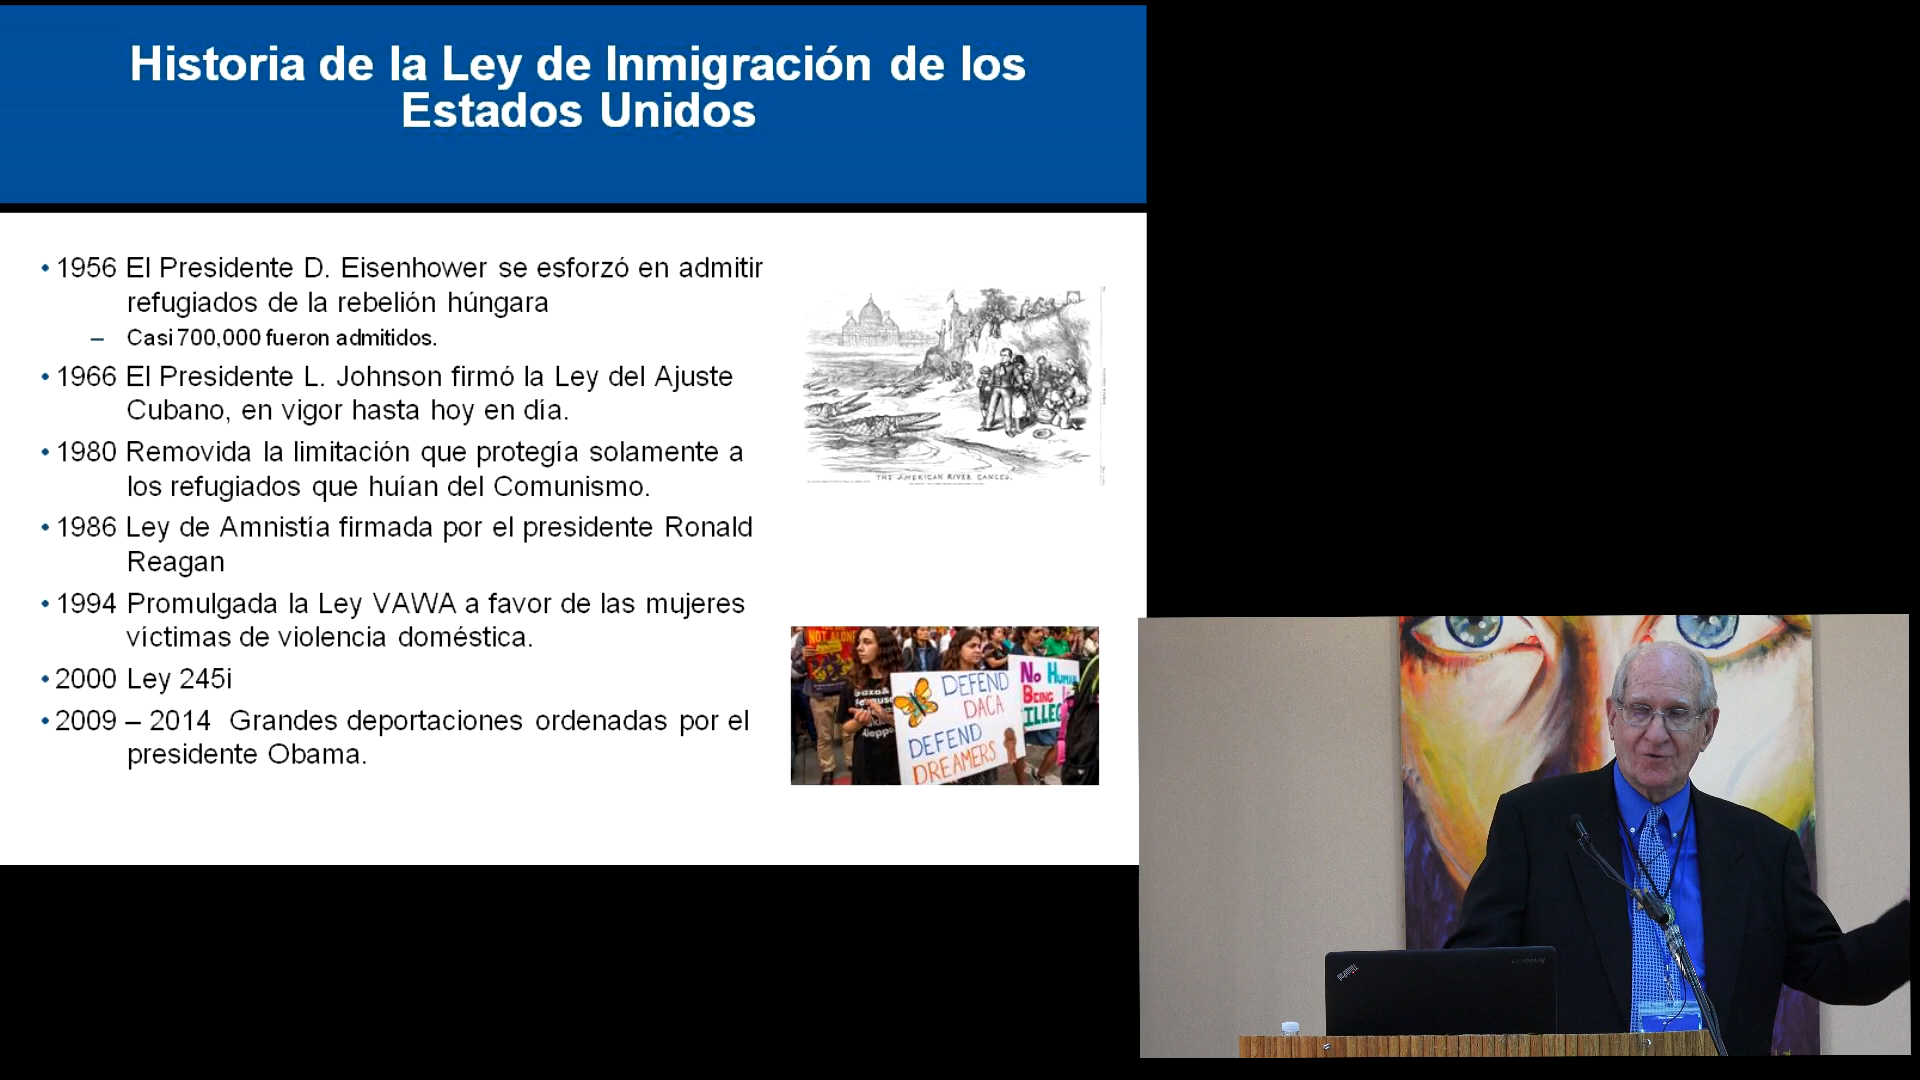 Historia de la Ley de Inmigración de los
Estados Unidos
• 1956 El Presidente D. Eisenhower se esforzó en admitir
refugiados de la rebelión húngara
– Casi 700,000 fueron admitidos.
• 1966 El Presidente L. Johnson firmó la Ley del Ajuste
Cubano, en vigor hasta hoy en día.
• 1980 Removida la limitación que protegía solamente a
los refugiados que huían del Comunismo.
• 1986 Ley de Amnistía firmada por el presidente Ronald
Reagan
• 1994 Promulgada la Ley VAWA a favor de las mujeres
víctimas de violencia doméstica.
• 2000 Ley 245i
• 2009 – 2014 Grandes deportaciones ordenadas por el
presidente Obama.
THE AMERICAN RIVER GANGES.
NOT ALONE
DEFEND
DACA
DEFEND
DREAMERS
No Human
Being
ILLEG
ThinkPad